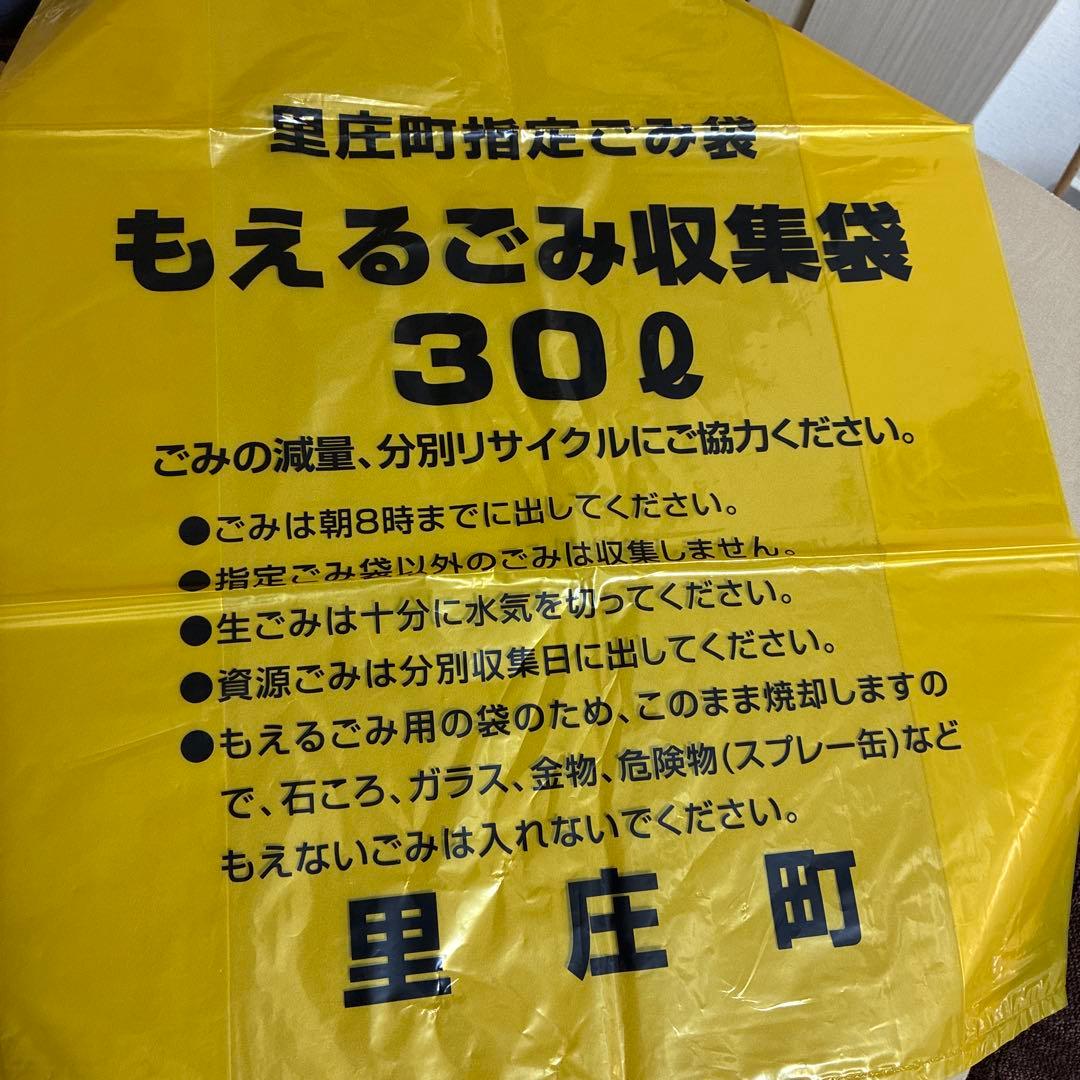 里庄町指定ごみ袋
もえるごみ収集袋
30ℓ
ごみの減量、分別リサイクルにご協力ください。
●ごみは朝8時までに出してください。
●指定ごみ袋以外のごみは収集しません。
●生ごみは十分に水気を切ってください。
●資源ごみは分別収集日に出してください。
●もえるごみ用の袋のため、このまま焼却しますの
で、石ころ、ガラス、金物、危険物(スプレー缶)など
もえないごみは入れないでください。
里庄町